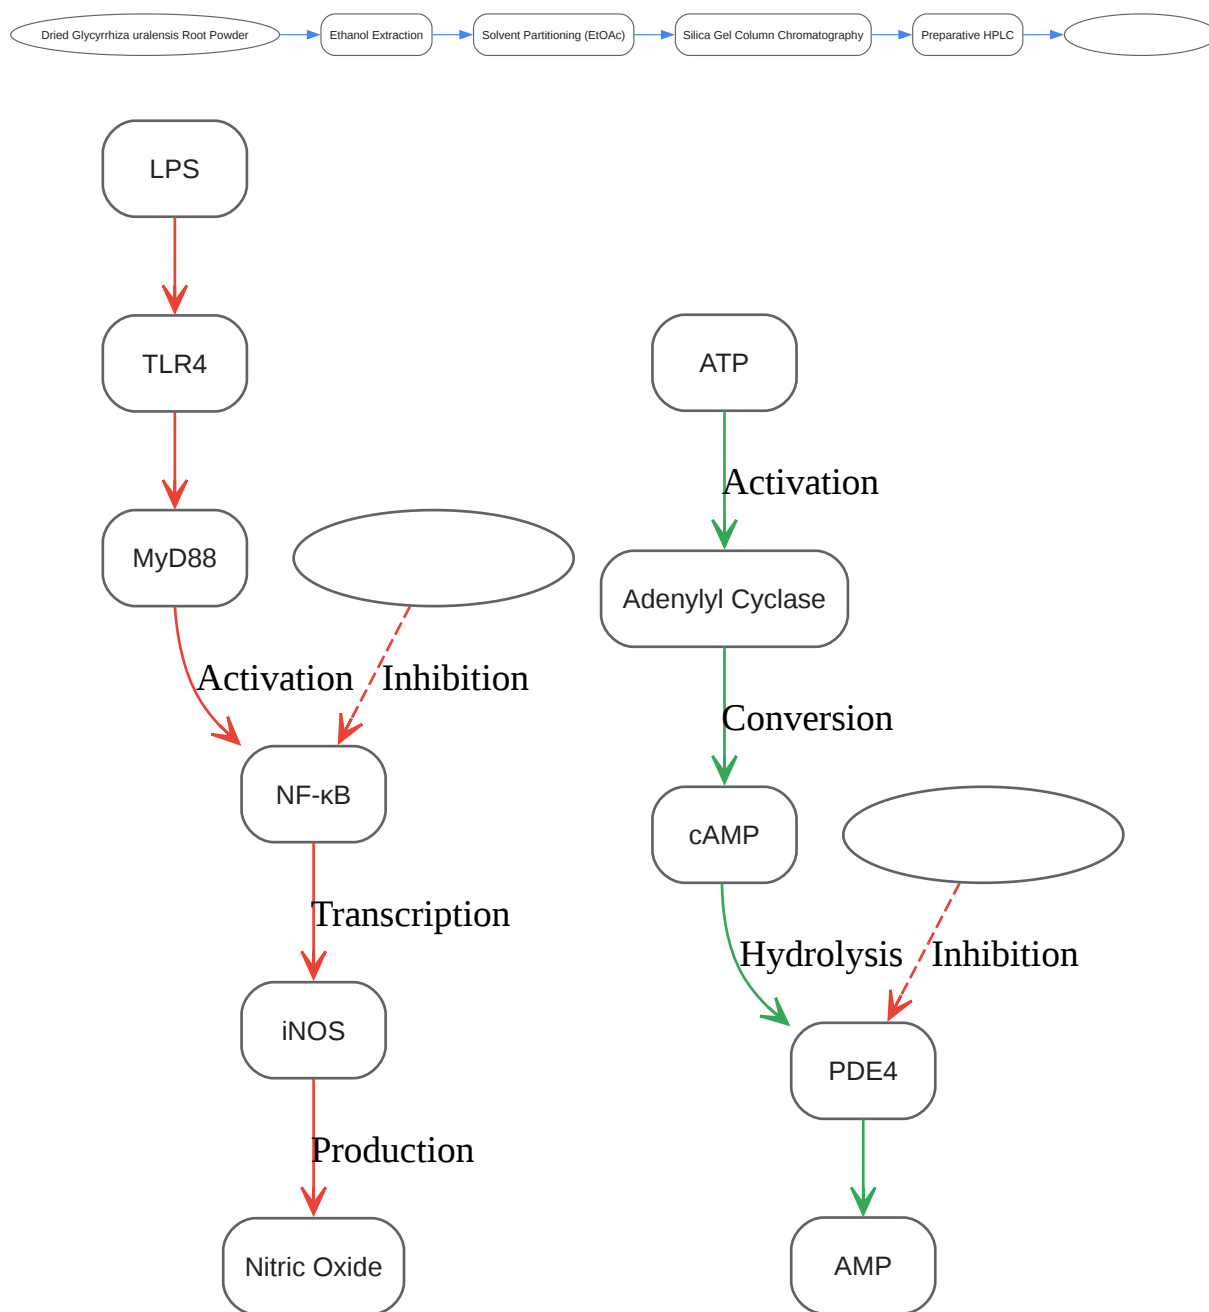 Dried Glycyrrhiza uralensis Root Powder
Ethanol Extraction
Solvent Partitioning (EtOAc)
Silica Gel Column Chromatography
Preparative HPLC
LPS
TLR4
MyD88
Activation
Inhibition
NF-κB
Transcription
iNOS
Production
Nitric Oxide
ATP
Activation
Adenylyl Cyclase
Conversion
cAMP
Hydrolysis
Inhibition
PDE4
AMP